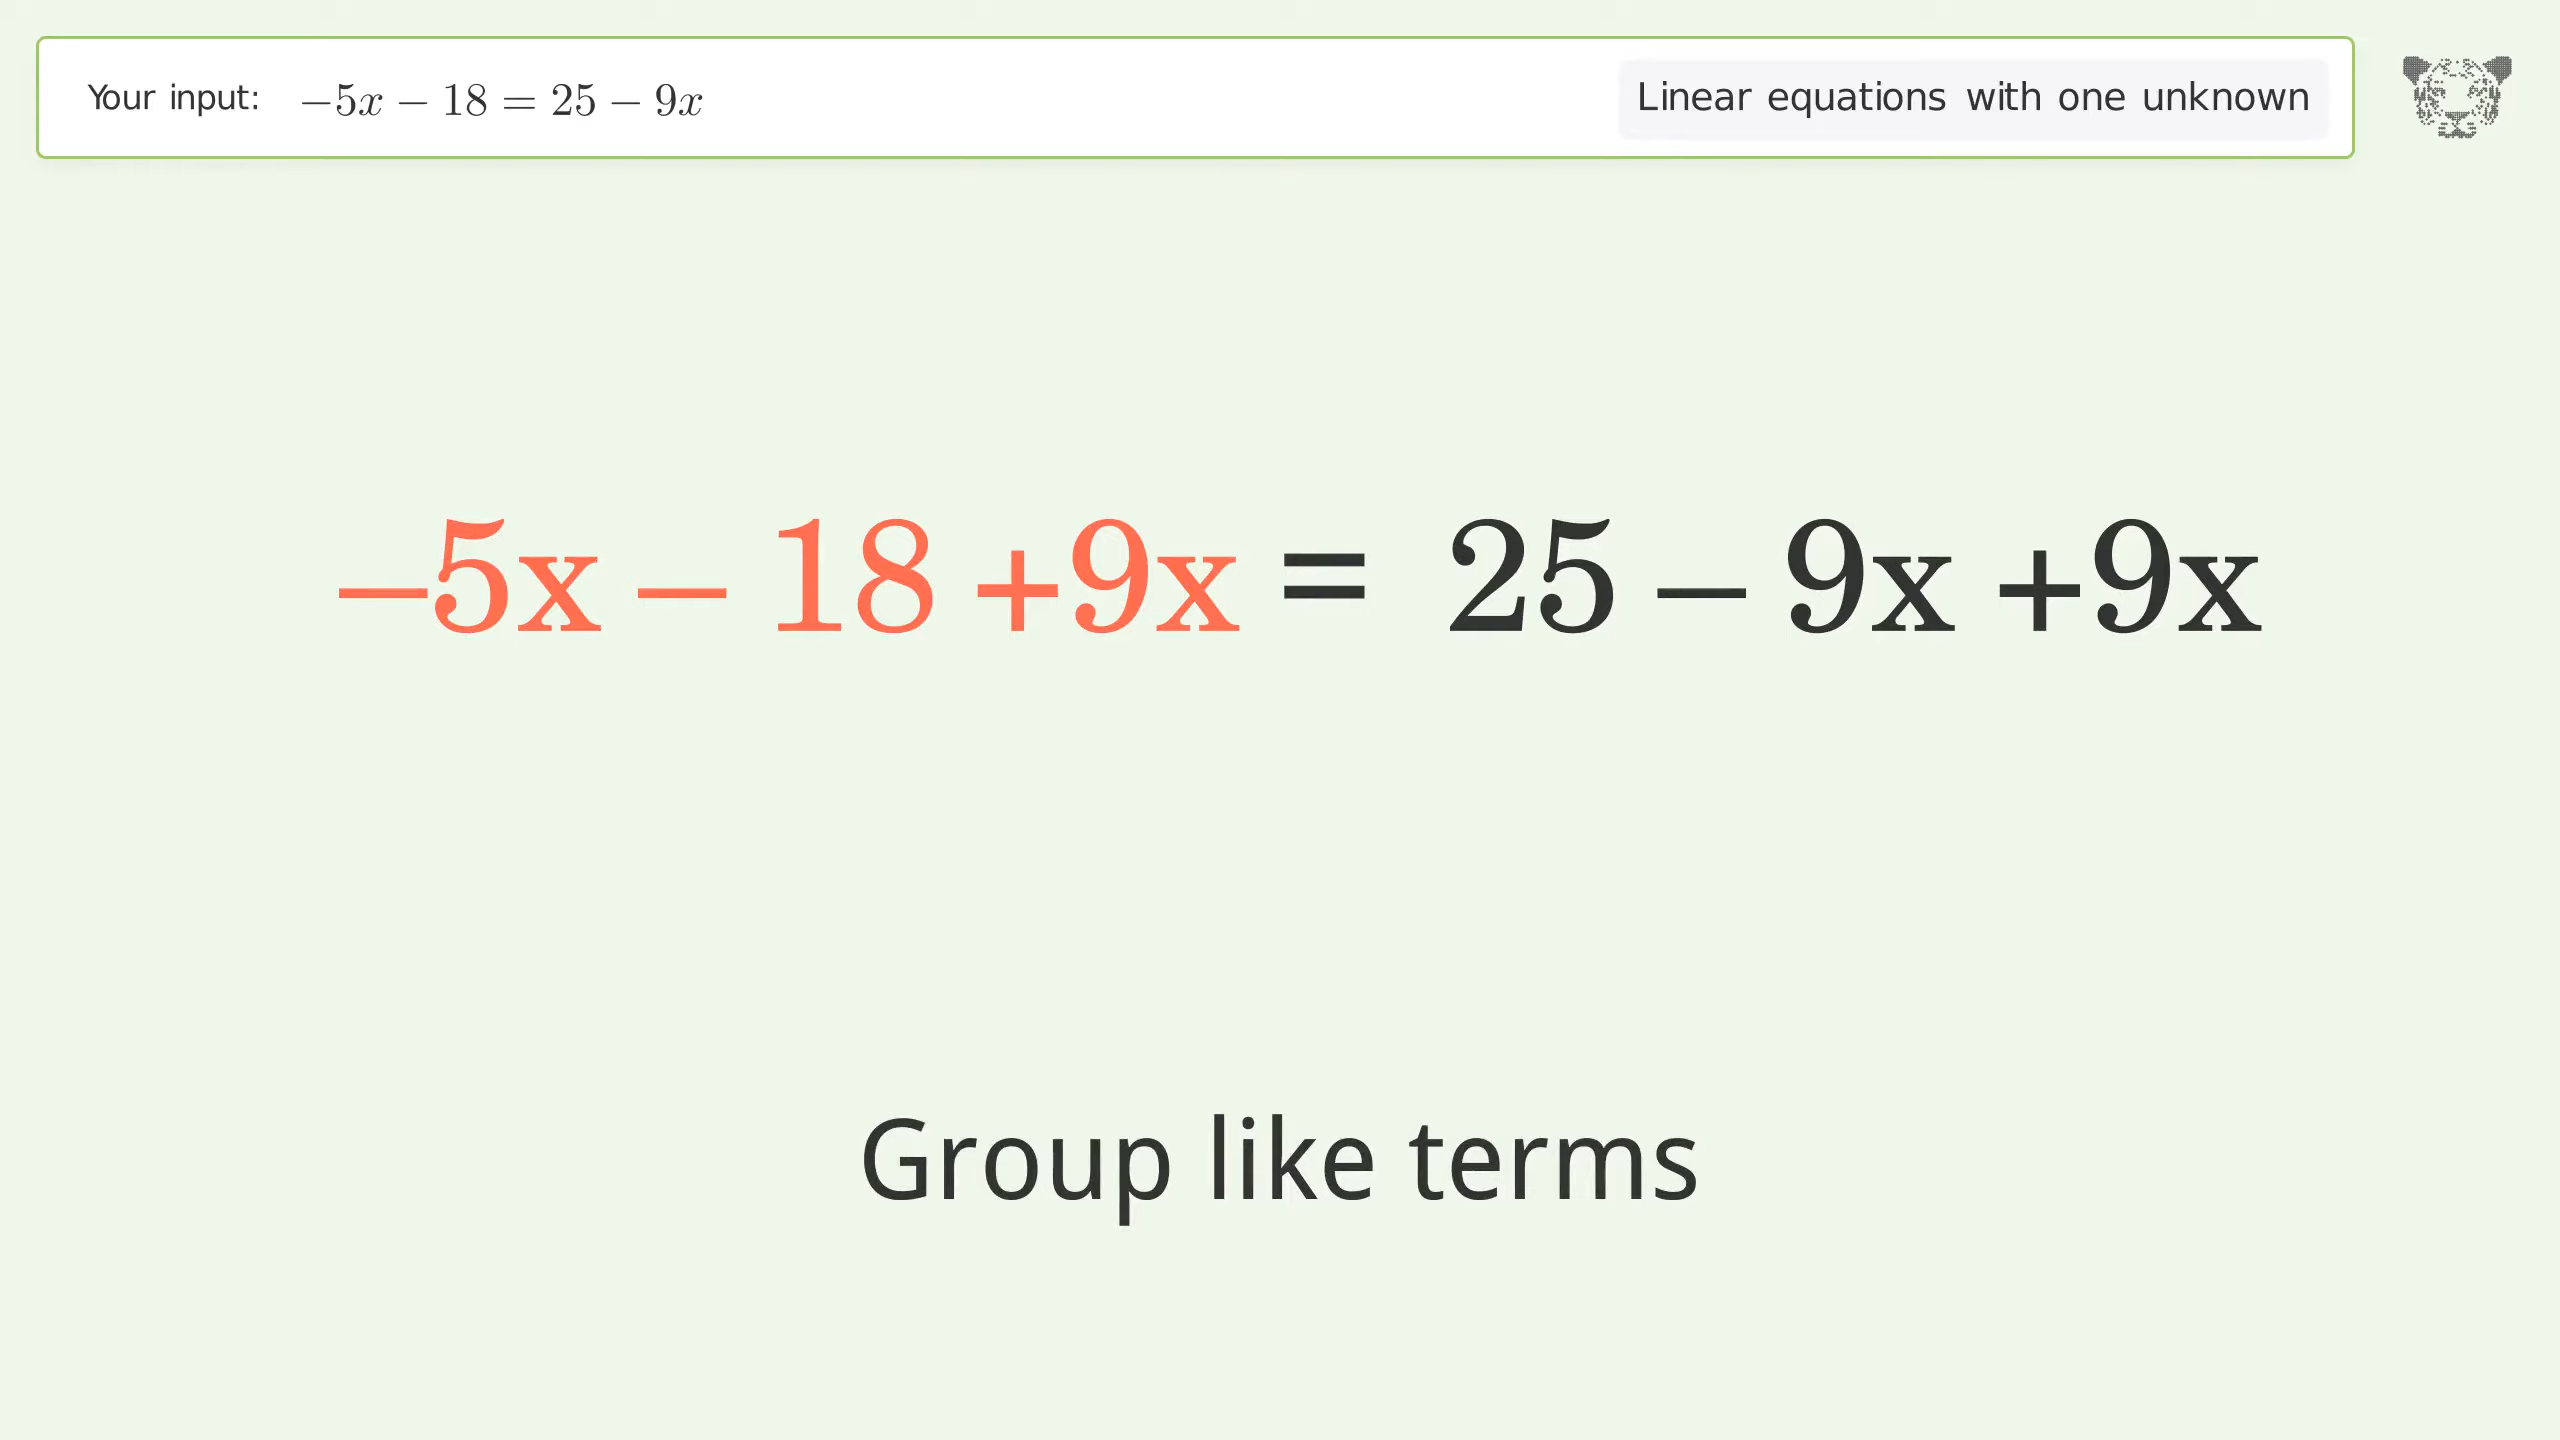 Your input: −5x − 18 = 25 − 9x
Linear equations with one unknown
−5x − 18 +9x = 25 − 9x +9x
Group like terms